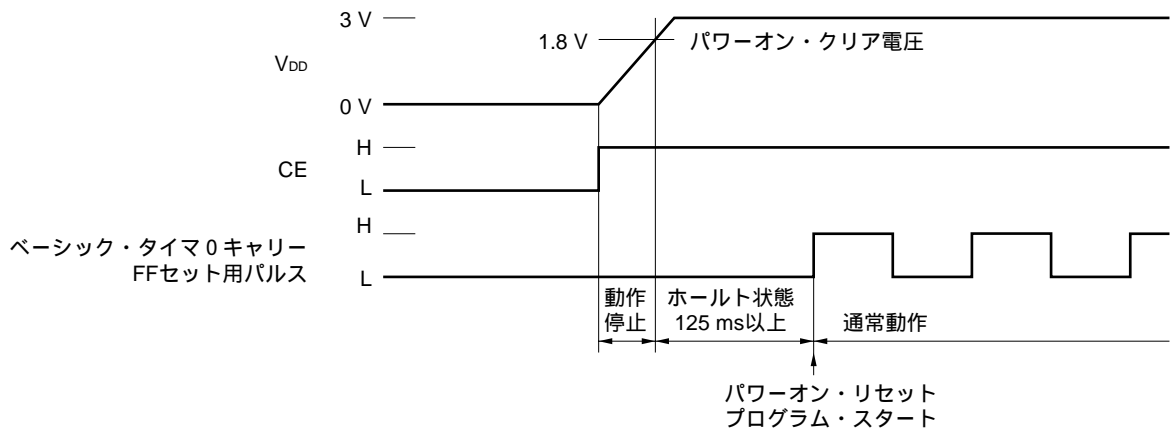 3 V
1.8 V
パワーオン・クリア電圧
VDD
0 V
H
CE
L
H
ベーシック・タイマ0キャリー
FFセット用パルス
L
動作
停止
ホールト状態
125 ms以上
通常動作
パワーオン・リセット
プログラム・スタート